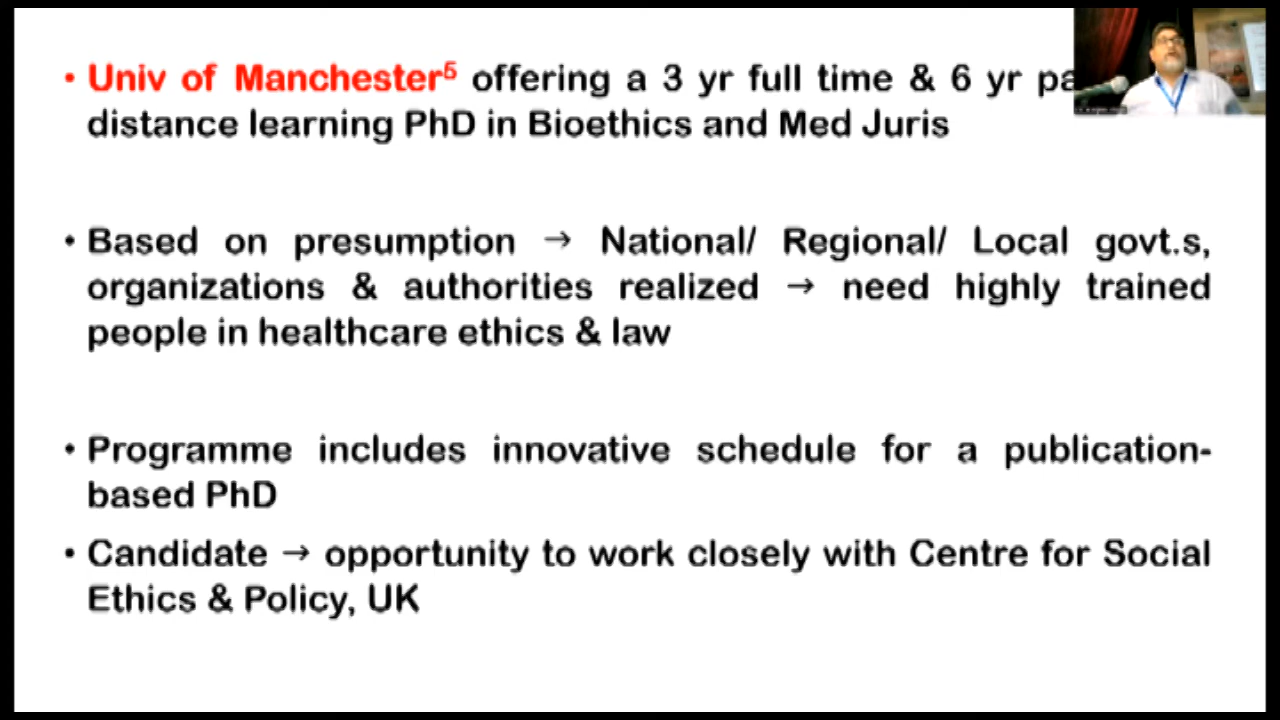 • Univ of Manchester⁵ offering a 3 yr full time & 6 yr
distance learning PhD in Bioethics and Med Juris
• Based on presumption → National/ Regional/ Local govt.s,
organizations & authorities realized → need highly trained
people in healthcare ethics & law
• Programme includes innovative schedule for a publication-
based PhD
• Candidate → opportunity to work closely with Centre for Social
Ethics & Policy, UK